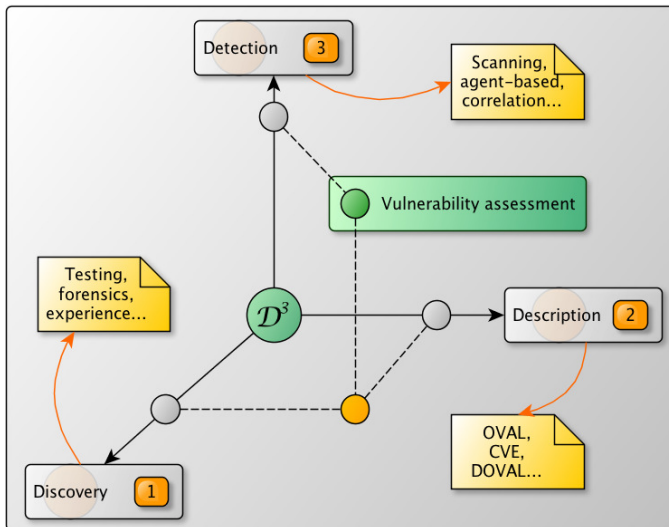 Detection 3
Scanning,
agent-based,
correlation...
Vulnerability assessment
Testing,
forensics,
experience...
D³
Description 2
OVAL,
CVE,
DOVAL...
Discovery 1